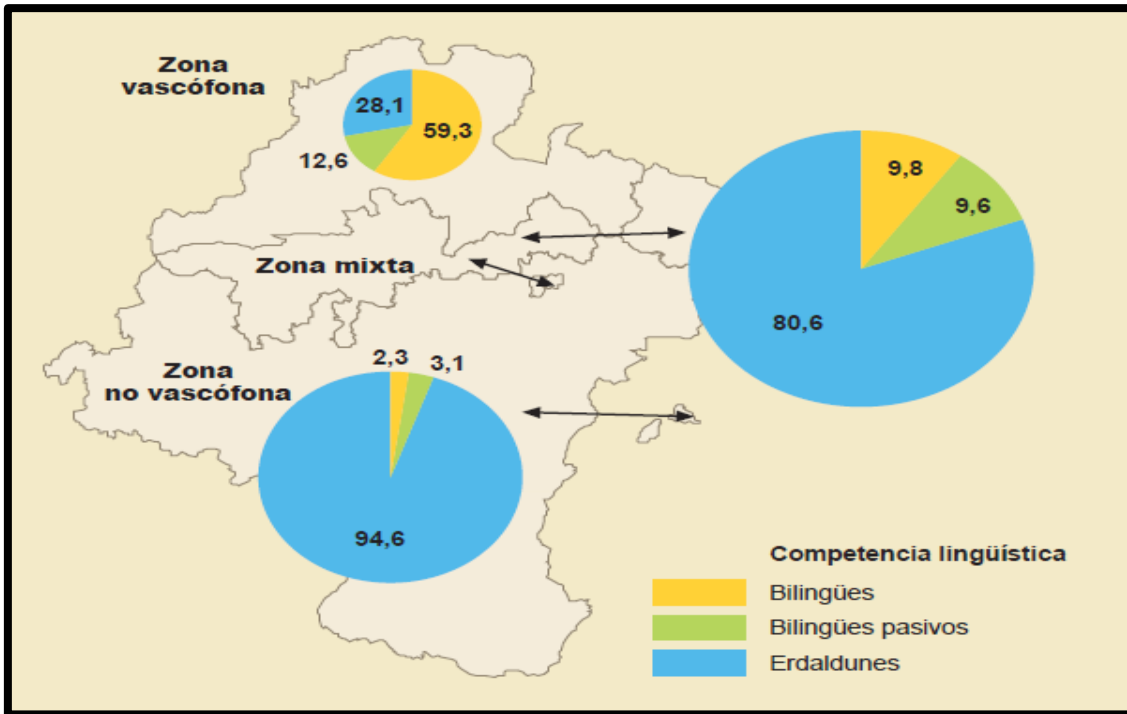 Zona
vascófona
28,1
59,3
12,6
9,8
9,6
80,6
Zona mixta
Zona
no vascófona
2,3
3,1
94,6
Competencia lingüística
Bilingües
Bilingües pasivos
Erdaldunes